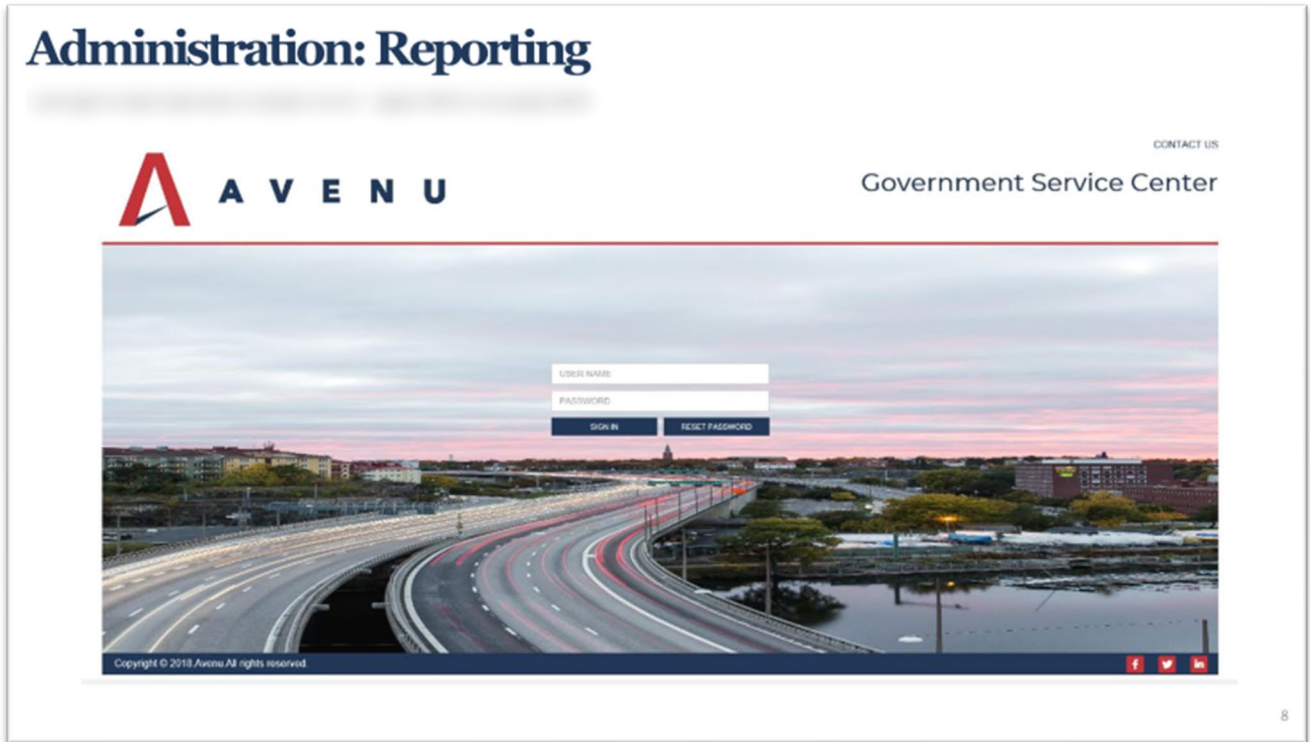 Administration: Reporting
CONTACT US
AVENU
Government Service Center
USER NAME
PASSWORD
SIGN IN
RESET PASSWORD
Copyright © 2018.Avenu.All rights reserved.
8